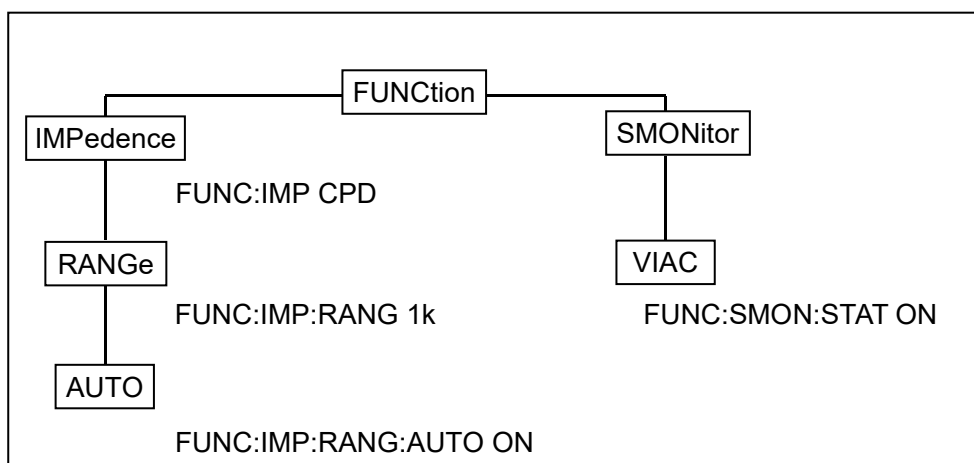 FUNCtion
IMPedence
SMONitor
FUNC:IMP CPD
RANGe
VIAC
FUNC:IMP:RANG 1k
FUNC:SMON:STAT ON
AUTO
FUNC:IMP:RANG:AUTO ON